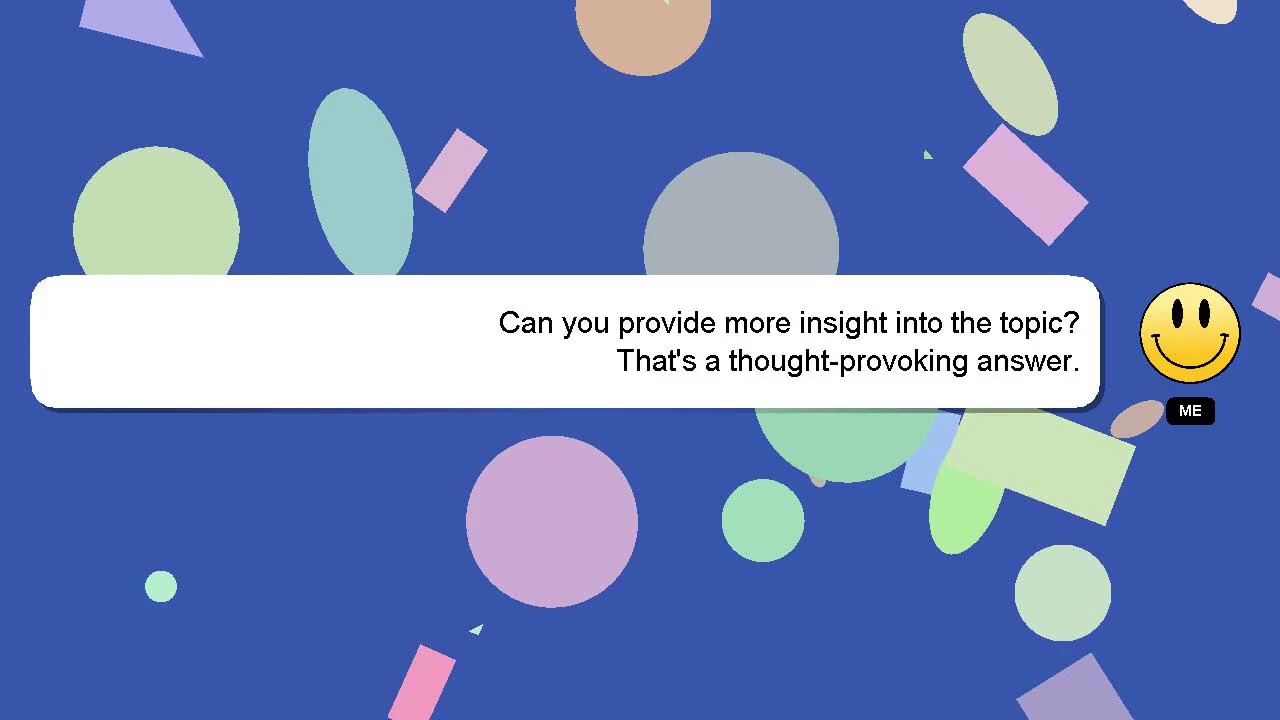 Can you provide more insight into the topic?
That's a thought-provoking answer.
ME